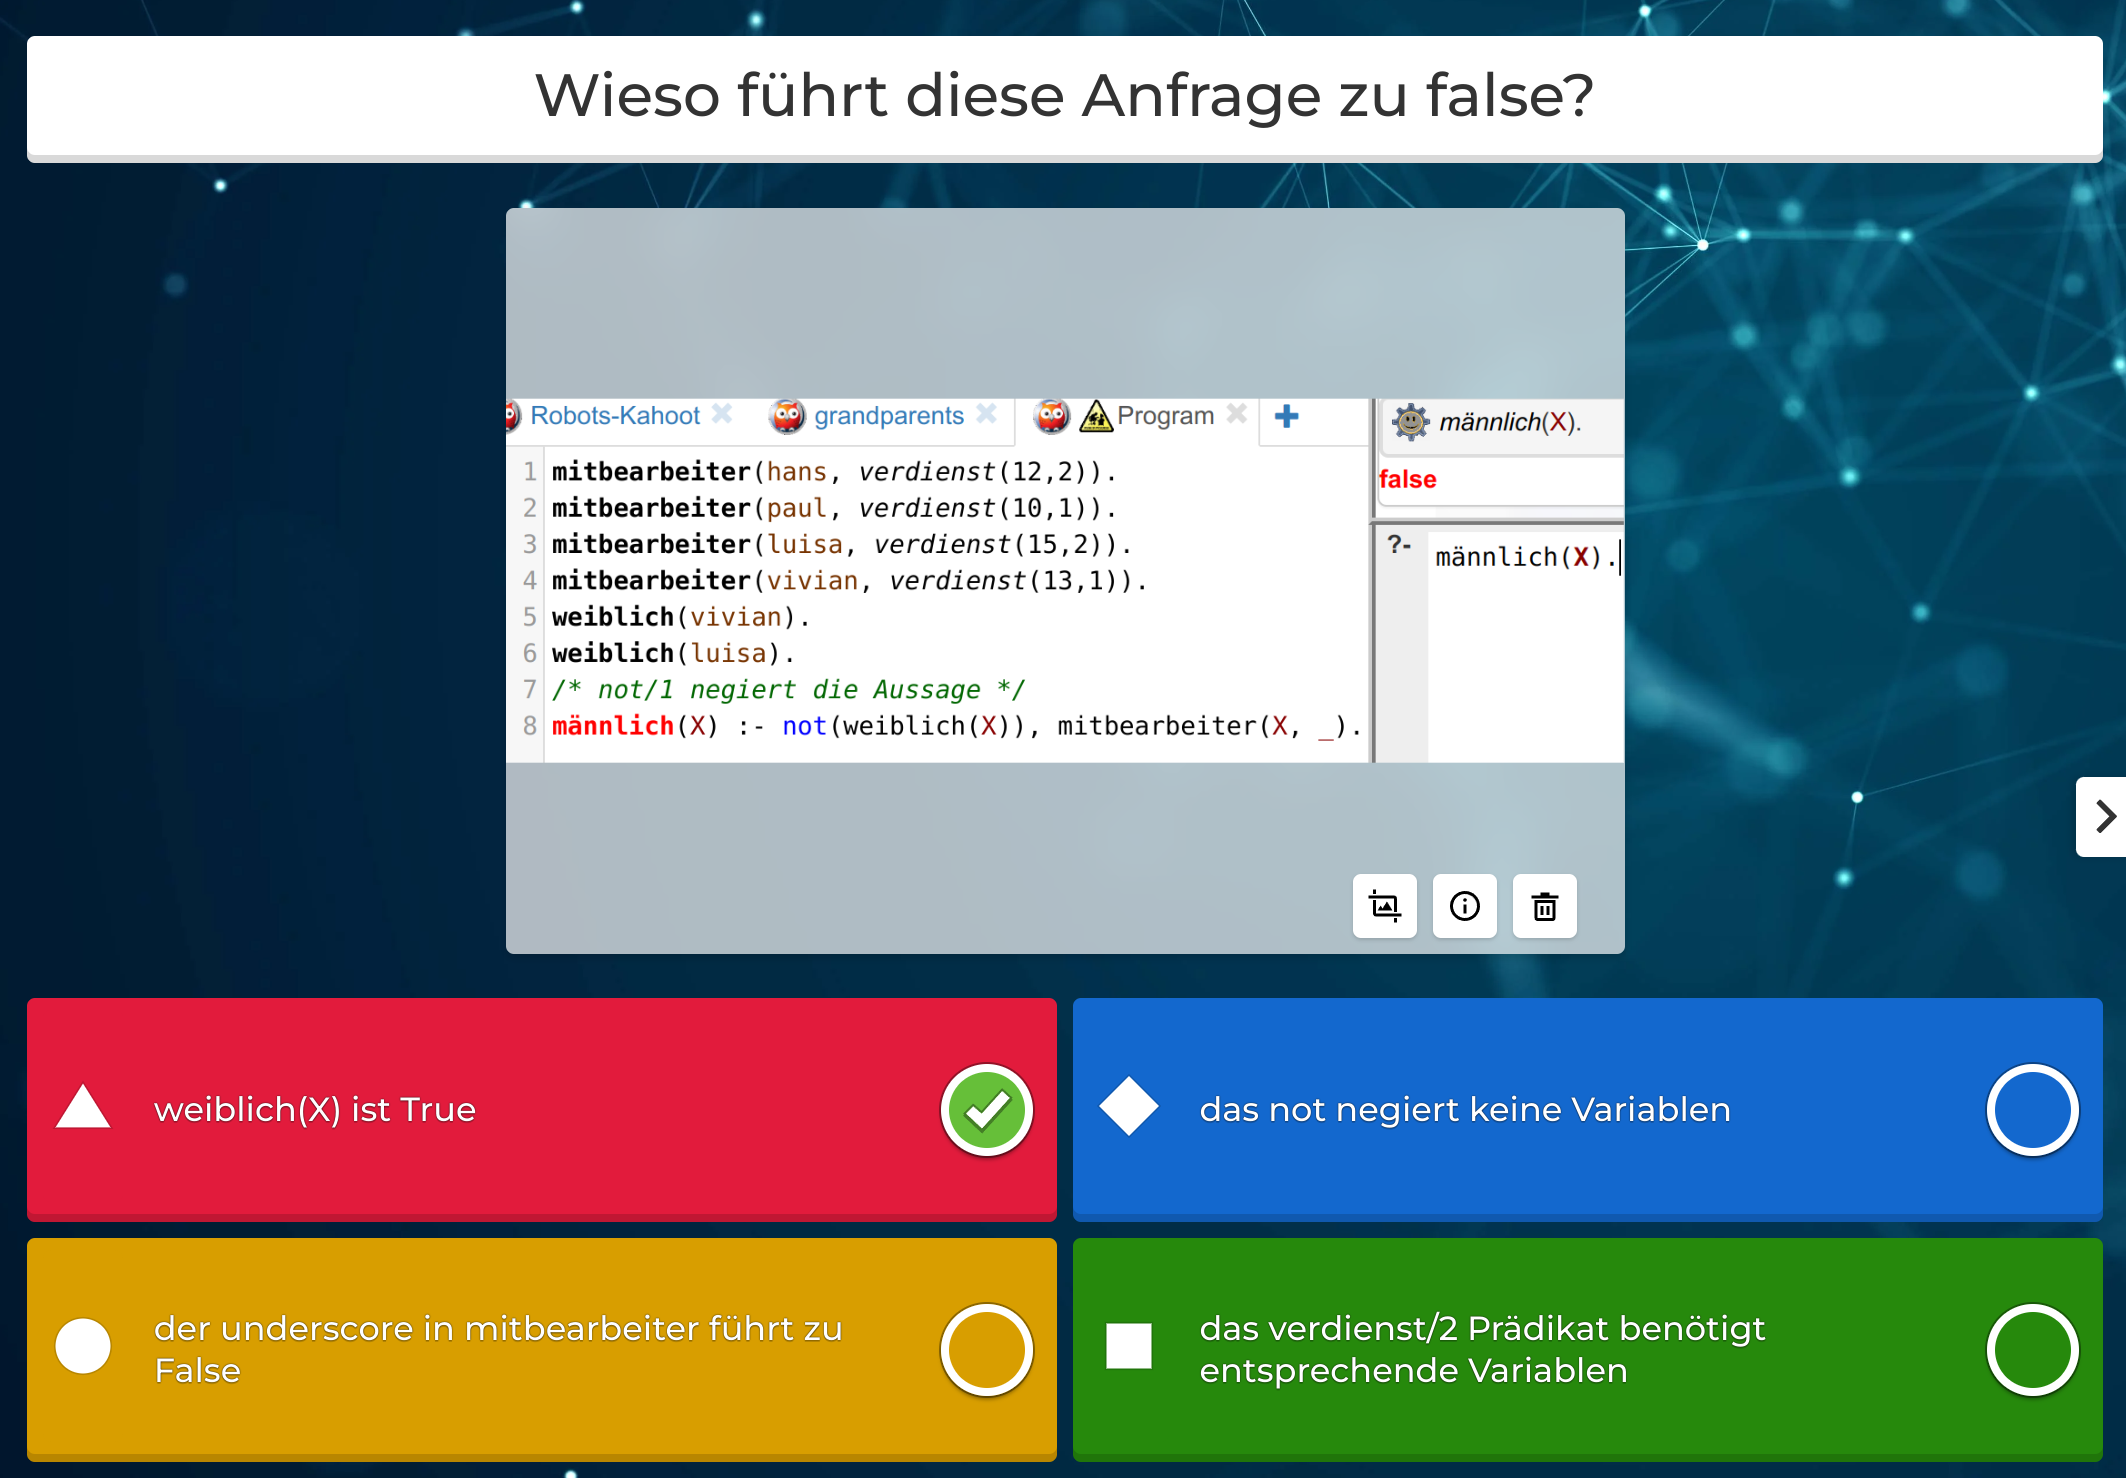 Wieso führt diese Anfrage zu false?
Robots-Kahoot grandparents Program
männlich(X).
false
1 mitbearbeiter(hans, verdienst(12,2)).
2 mitbearbeiter(paul, verdienst(10,1)).
3 mitbearbeiter(luisa, verdienst(15,2)).
4 mitbearbeiter(vivian, verdienst(13,1)).
5 weiblich(vivian).
6 weiblich(luisa).
7 /* not/1 negiert die Aussage */
8 männlich(X) :- not(weiblich(X)), mitbearbeiter(X, _).
?- männlich(X).
weiblich(X) ist True
das not negiert keine Variablen
der underscore in mitbearbeiter führt zu
False
das verdienst/2 Prädikat benötigt
entsprechende Variablen